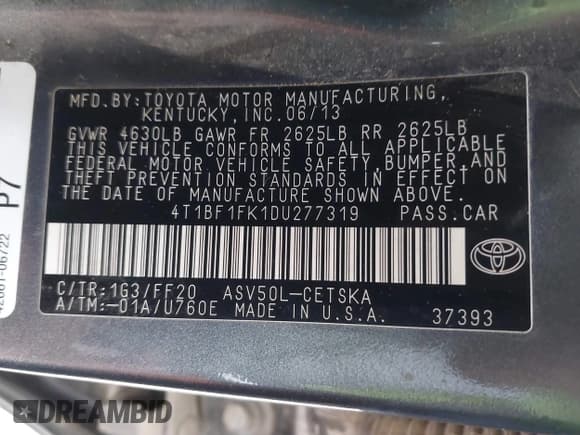 MFD.BY:TOYOTA MOTOR MANUFACTURING,
KENTUCKY,INC.06/13
GVWR 4630LB GAWR FR 2625LB RR 2625LB
THIS VEHICLE CONFORMS TO ALL APPLICABLE
FEDERAL MOTOR VEHICLE SAFETY, BUMPER,AND
THEFT PREVENTION STANDARDS IN EFFECT ON
THE DATE OF MANUFACTURE SHOWN ABOVE.
4T1BF1FK1DU277319 PASS.CAR
C/TR:1G3/FF20 ASV50L-CETSKA
A/TM:-01A/U760E MADE IN U.S.A. 37393
P7
DREAMBID